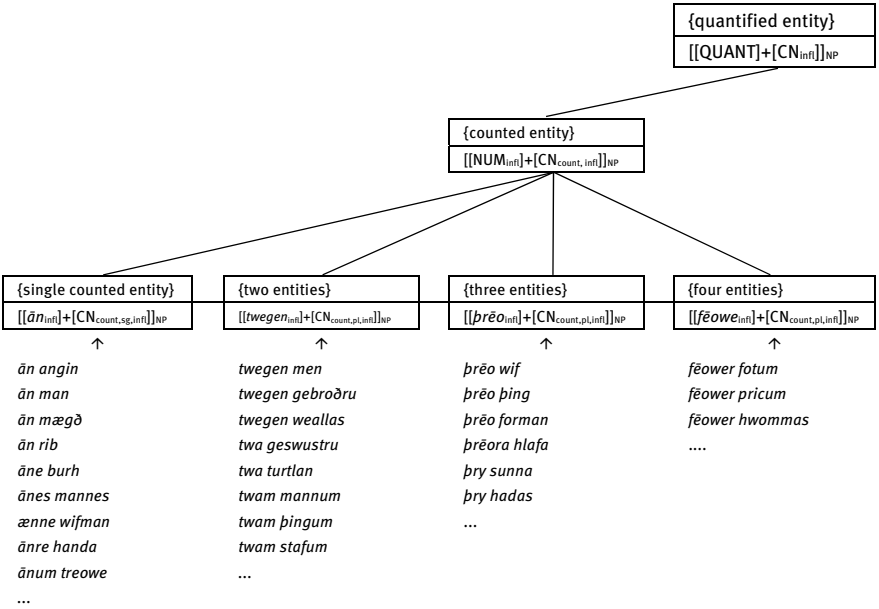 {quantified entity}
[[QUANT]+[CNinfl]]NP
{counted entity}
[[NUMinfl]+[CNcount, infl]]NP
{single counted entity}
[[āninfl]+[CNcount,sg,infl]]NP
{two entities}
[[twegeninfl]+[CNcount,pl,infl]]NP
{three entities}
[[þrēoinfl]+[CNcount,pl,infl]]NP
{four entities}
[[fēoweinfl]+[CNcount,pl,infl]]NP
↑
ān angin
ān man
ān mægð
ān rib
āne burh
ānes mannes
ænne wifman
ānre handa
ānum treowe
...
↑
twegen men
twegen gebroðru
twegen weallas
twa geswustru
twa turtlan
twam mannum
twam þingum
twam stafum
...
↑
þrēo wif
þrēo þing
þrēo forman
þrēora hlafa
þry sunna
þry hadas
...
↑
fēower fotum
fēower pricum
fēower hwommas
....